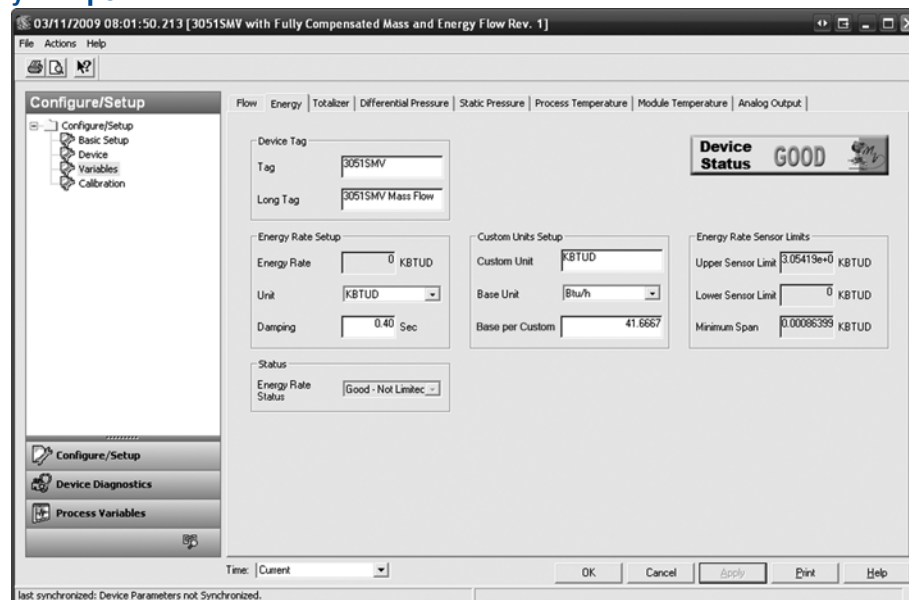 03/11/2009 08:01:50.213 [3051SMV with Fully Compensated Mass and Energy Flow Rev. 1]
File Actions Help
Configure/Setup
Flow Energy Totalizer Differential Pressure Static Pressure Process Temperature Module Temperature Analog Output
Configure/Setup
Basic Setup
Device
Variables
Calibration
Device Tag
Tag 3051SMV
Long Tag 3051SMV Mass Flow
Device Status GOOD
Energy Rate Setup
Energy Rate 0 KBTUD
Unit KBTUD
Damping 0.40 Sec
Custom Units Setup
Custom Unit KBTUD
Base Unit Btu/h
Base per Custom 41.6667
Energy Rate Sensor Limits
Upper Sensor Limit 3.05419e+0 KBTUD
Lower Sensor Limit 0 KBTUD
Minimum Span 0.00086399 KBTUD
Status
Energy Rate Status Good - Not Limitec
Configure/Setup
Device Diagnostics
Process Variables
Time: Current
OK Cancel Apply Print Help
last synchronized: Device Parameters not Synchronized.